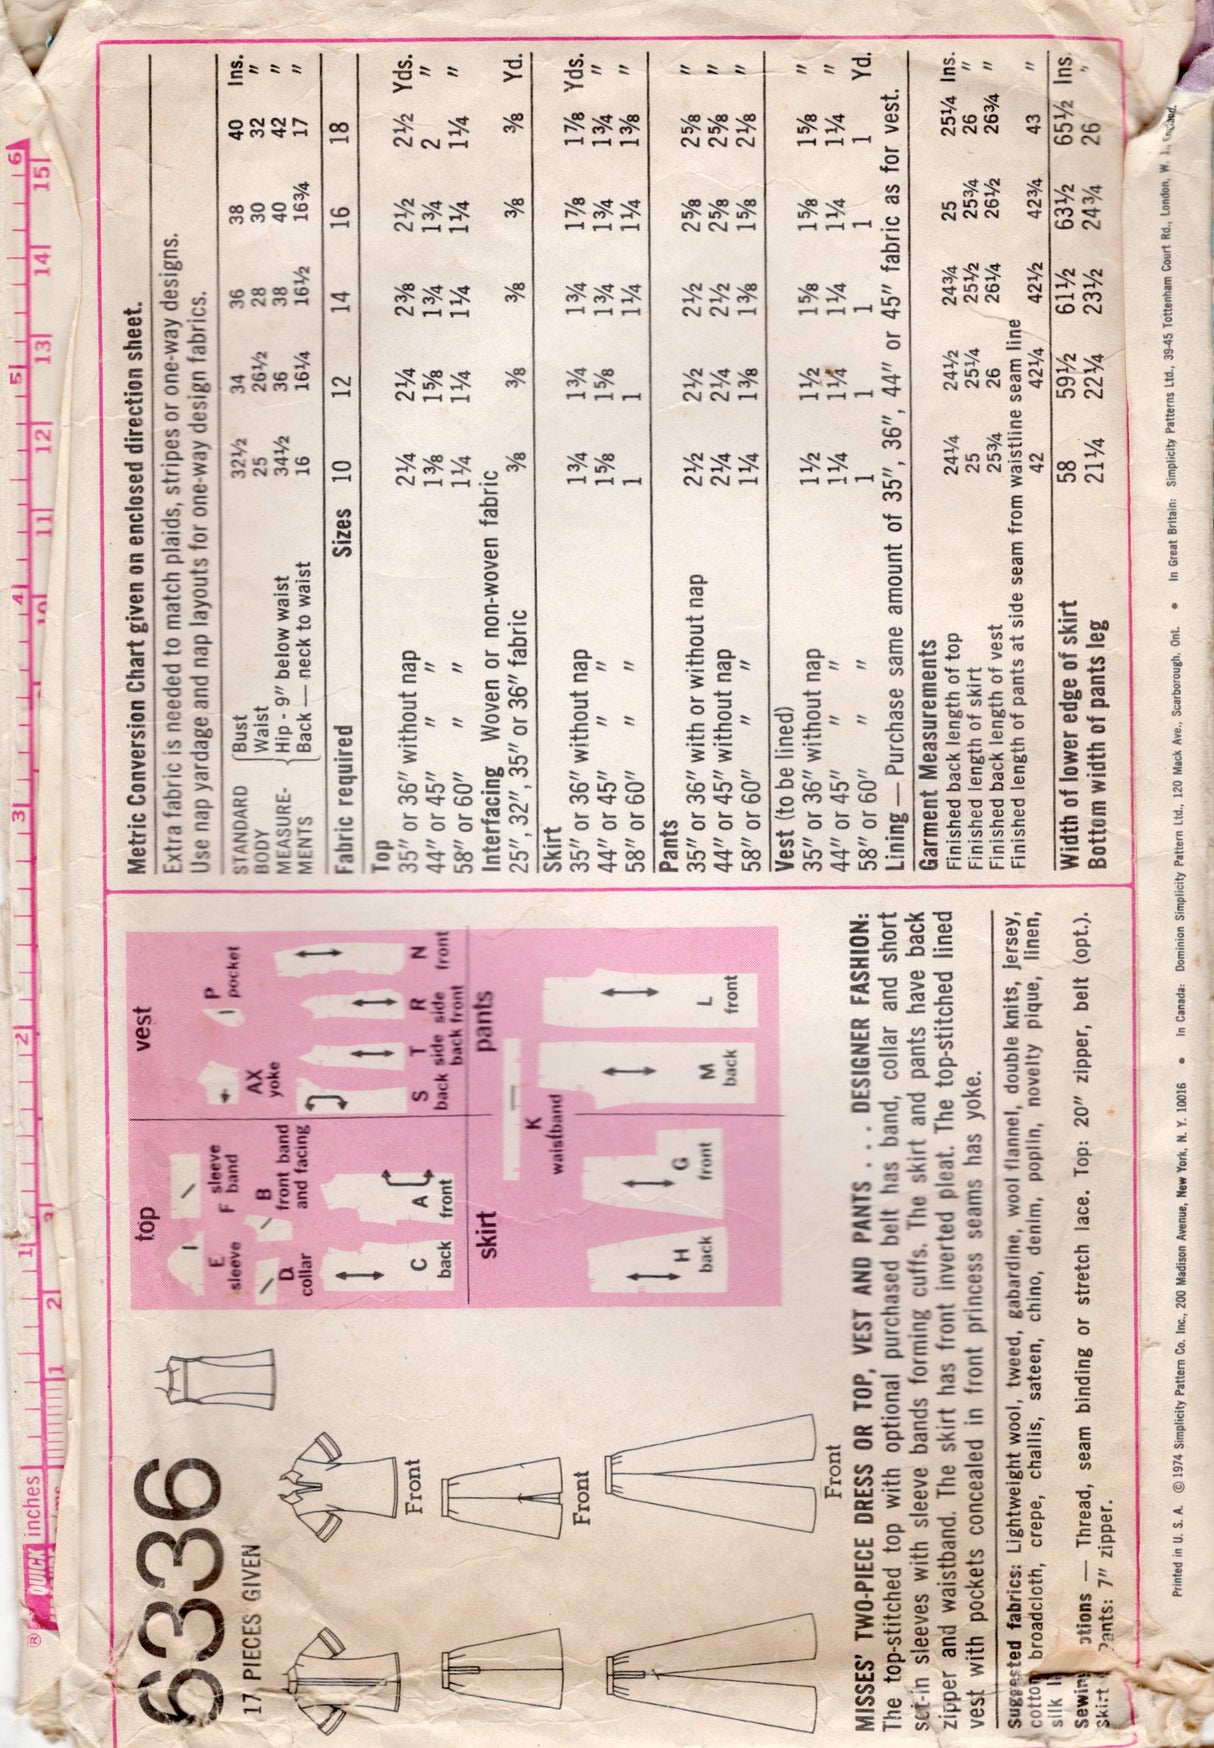 ® QUICK inches
1 2 3 4 5 6
1 2 3 10 11 12 13 14 15
6336
17 PIECES GIVEN
Front
Front
Front
top
vest
E
sleeve
F sleeve
band
D
collar
B
front band
and facing
C
back
A
front
AX
yoke
P
pocket
S
back
T
side
back
R
side
front
N
front
skirt
pants
K
waistband
H
back
G
front
M
back
L
front
MISSES' TWO-PIECE DRESS OR TOP, VEST AND PANTS . . . DESIGNER FASHION:
The top-stitched top with optional purchased belt has band, collar and short
set-in sleeves with sleeve bands forming cuffs. The skirt and pants have back
zipper and waistband. The skirt has front inverted pleat. The top-stitched lined
vest with pockets concealed in front princess seams has yoke.
Suggested fabrics: Lightweight wool, tweed, gabardine, wool flannel, double knits, jersey,
cotton broadcloth, crepe, challis, sateen, chino, denim, poplin, novelty pique, linen,
silk
Sewing — Thread, seam binding or stretch lace. Top: 20″ zipper, belt (opt.).
Skirt Pants: 7″ zipper.
Metric Conversion Chart given on enclosed direction sheet.
Extra fabric is needed to match plaids, stripes or one-way designs.
Use nap yardage and nap layouts for one-way design fabrics.
STANDARD Bust 32½ 34 36 38 40 Ins.
BODY Waist 25 26½ 28 30 32 ″
MEASURE- Hip - 9″ below waist 34½ 36 38 40 42 ″
MENTS Back — neck to waist 16 16¼ 16½ 16¾ 17 ″
Fabric required Sizes 10 12 14 16 18
Top
35″ or 36″ without nap 2¼ 2¼ 2⅜ 2½ 2½ Yds.
44″ or 45″ ″ ″ 1⅜ 1⅝ 1¾ 1¾ 2 ″
58″ or 60″ ″ ″ 1¼ 1¼ 1¼ 1¼ 1¼ ″
Interfacing Woven or non-woven fabric
25″, 32″, 35″ or 36″ fabric ⅜ ⅜ ⅜ ⅜ ⅜ Yd.
Skirt
35″ or 36″ without nap 1¾ 1¾ 1¾ 1⅞ 1⅞ Yds.
44″ or 45″ ″ ″ 1⅝ 1⅝ 1¾ 1¾ 1¾ ″
58″ or 60″ ″ ″ 1 1 1¼ 1¼ 1⅜ ″
Pants
35″ or 36″ with or without nap 2½ 2½ 2½ 2⅝ 2⅝ ″
44″ or 45″ without nap 2¼ 2¼ 2½ 2⅝ 2⅝ ″
58″ or 60″ ″ ″ 1¼ 1⅜ 1⅜ 1⅝ 2⅛ ″
Vest (to be lined)
35″ or 36″ without nap 1½ 1½ 1⅝ 1⅝ 1⅝ ″
44″ or 45″ ″ ″ 1¼ 1¼ 1¼ 1¼ 1¼ ″
58″ or 60″ ″ ″ 1 1 1 1 1 Yd.
Lining — Purchase same amount of 35″, 36″, 44″ or 45″ fabric as for vest.
Garment Measurements
Finished back length of top 24¼ 24½ 24¾ 25 25¼ Ins.
Finished length of skirt 25 25¼ 25½ 25¾ 26 ″
Finished back length of vest 25¾ 26 26¼ 26½ 26¾ ″
Finished length of pants at side seam from waistline seam line
42 42¼ 42½ 42¾ 43 ″
Width of lower edge of skirt 58 59½ 61½ 63½ 65½ Ins.
Bottom width of pants leg 21¼ 22¼ 23½ 24¾ 26 ″
Printed in U. S. A. © 1974 Simplicity Pattern Co. Inc., 200 Madison Avenue, New York, N. Y. 10016 • In Canada: Dominion Simplicity Pattern Ltd., 120 Mack Ave., Scarborough, Ont. • In Great Britain: Simplicity Patterns Ltd., 39-45 Tottenham Court Rd., London, W. 1., England.